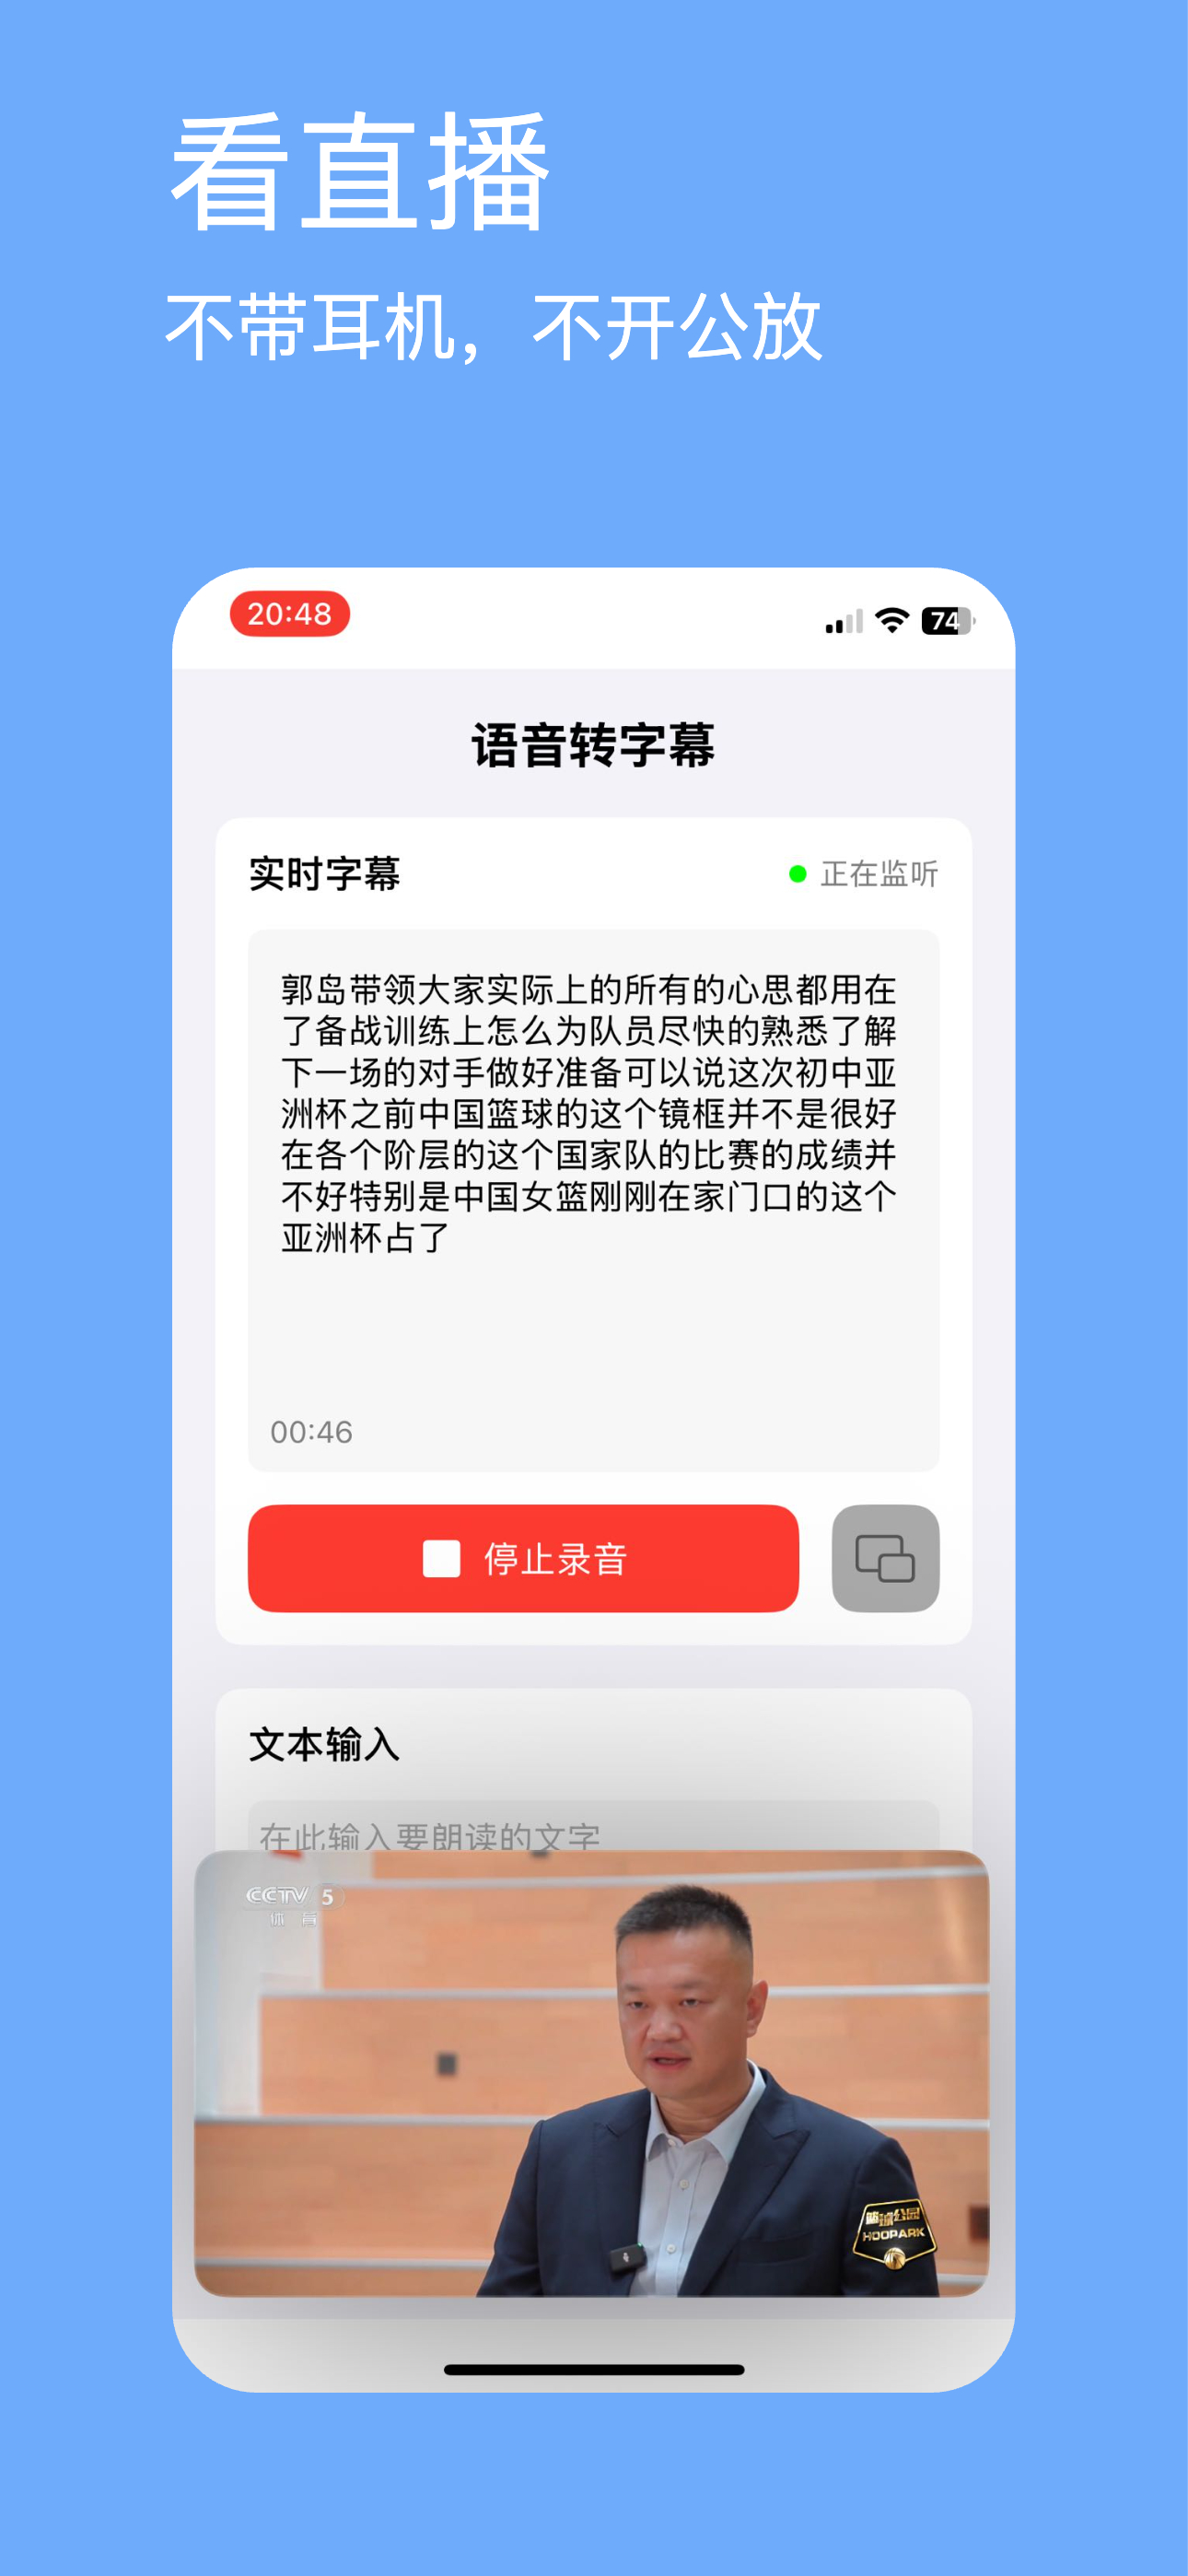 看直播
不带耳机，不开公放
20:48
74
语音转字幕
实时字幕
正在监听
郭岛带领大家实际上的所有的心思都用在
了备战训练上怎么为队员尽快的熟悉了解
下一场的对手做好准备可以说这次初中亚
洲杯之前中国篮球的这个镜框并不是很好
在各个阶层的这个国家队的比赛的成绩并
不好特别是中国女篮刚刚在家门口的这个
亚洲杯占了
00:46
停止录音
文本输入
在此输入要朗读的文字
CCTV 5
体育
篮球公园
HOOPARK